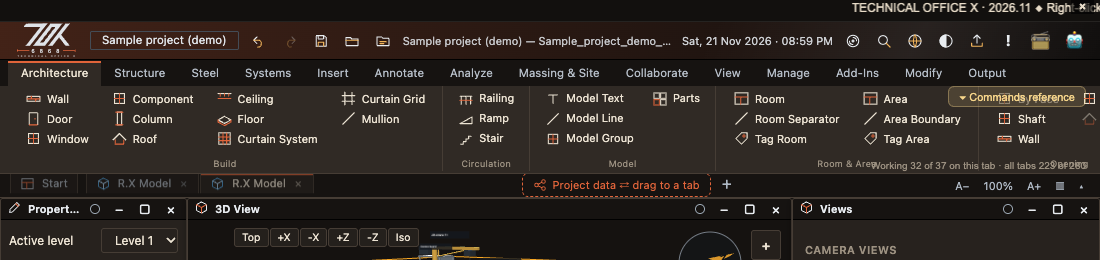 TECHNICAL OFFICE X · 2026.11 ◆ Righ
Sample project (demo)
Sample project (demo) — Sample_project_demo_...
Sat, 21 Nov 2026 · 08:59 PM
Architecture Structure Steel Systems Insert Annotate Analyze Massing & Site Collaborate View Manage Add-Ins Modify Output
Wall Component Ceiling Curtain Grid Railing Model Text Parts Room Area Commands reference
Door Column Floor Mullion Ramp Model Line Room Separator Area Boundary Shaft
Window Roof Curtain System Stair Model Group Tag Room Tag Area Wall
Build Circulation Model Room & Area
Working 32 of 37 on this tab · all tabs
Start R.X Model × R.X Model × Project data ⇄ drag to a tab + A− 100% A+
Propert... 3D View Views
Active level Level 1 Top +X -X +Z -Z Iso +
CAMERA VIEWS